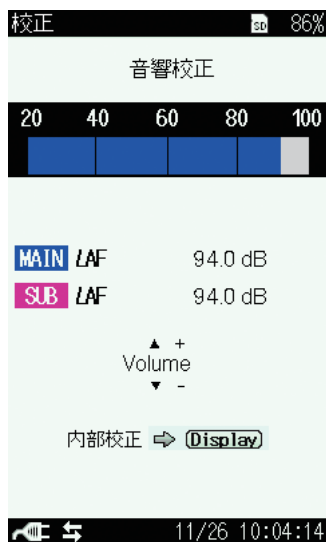 校正 SD 86%
音響校正
20 40 60 80 100
MAIN LAF 94.0 dB
SUB LAF 94.0 dB
▲ +
Volume
▼ -
内部校正 ⇨ (Display)
11/26 10:04:14